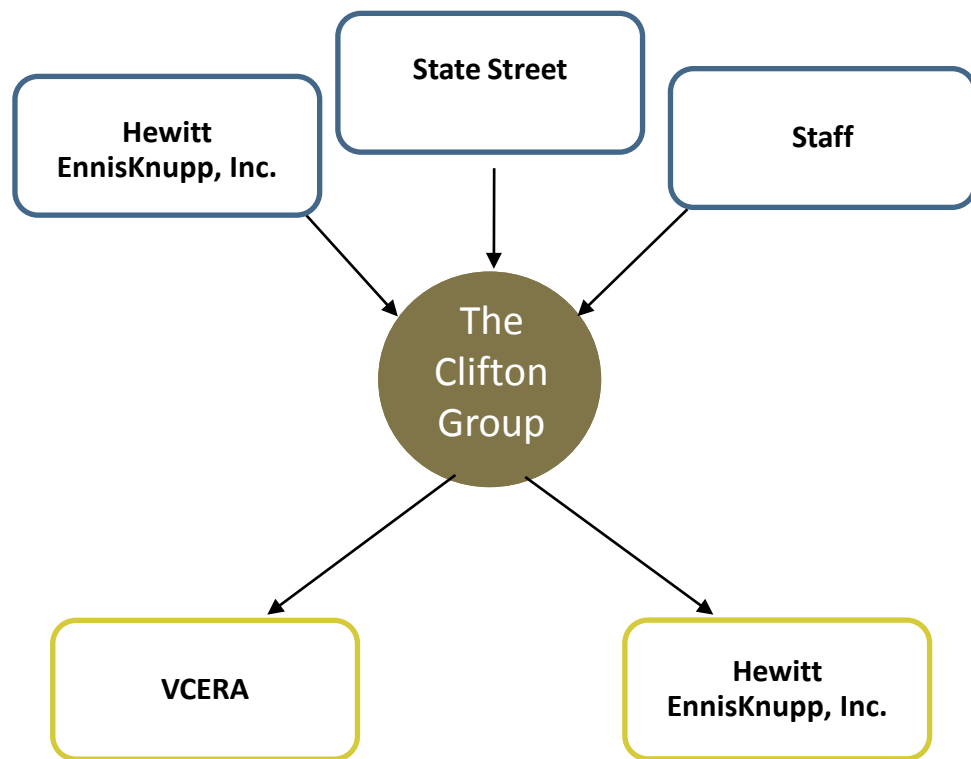 State Street
Hewitt
EnnisKnupp, Inc.
Staff
The
Clifton
Group
VCERA
Hewitt
EnnisKnupp, Inc.